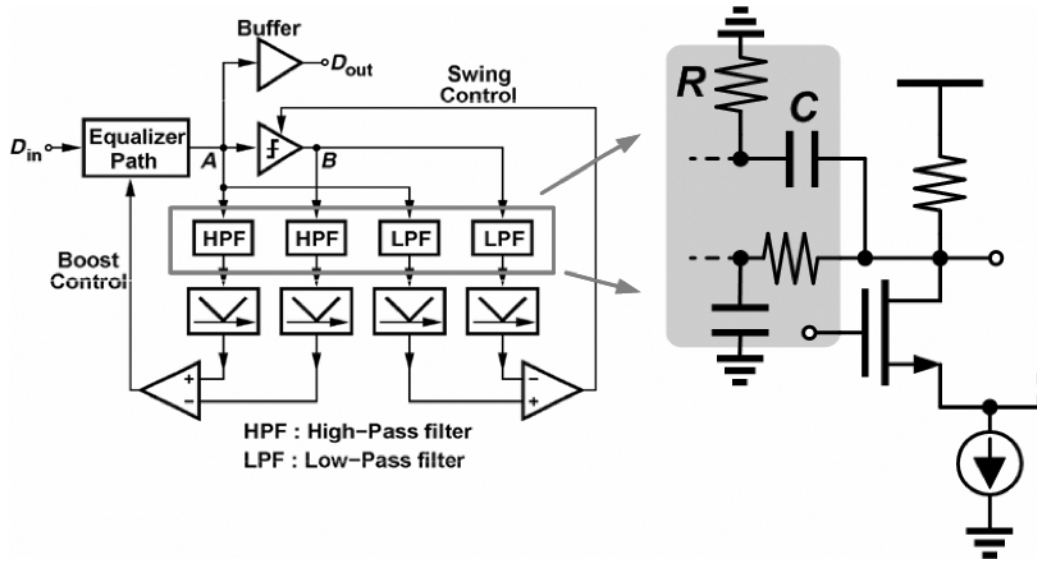 Buffer
Dout
Swing
Control
Din
Equalizer
Path
A
B
HPF
HPF
LPF
LPF
Boost
Control
+
−
−
+
HPF : High−Pass filter
LPF : Low−Pass filter
R
C